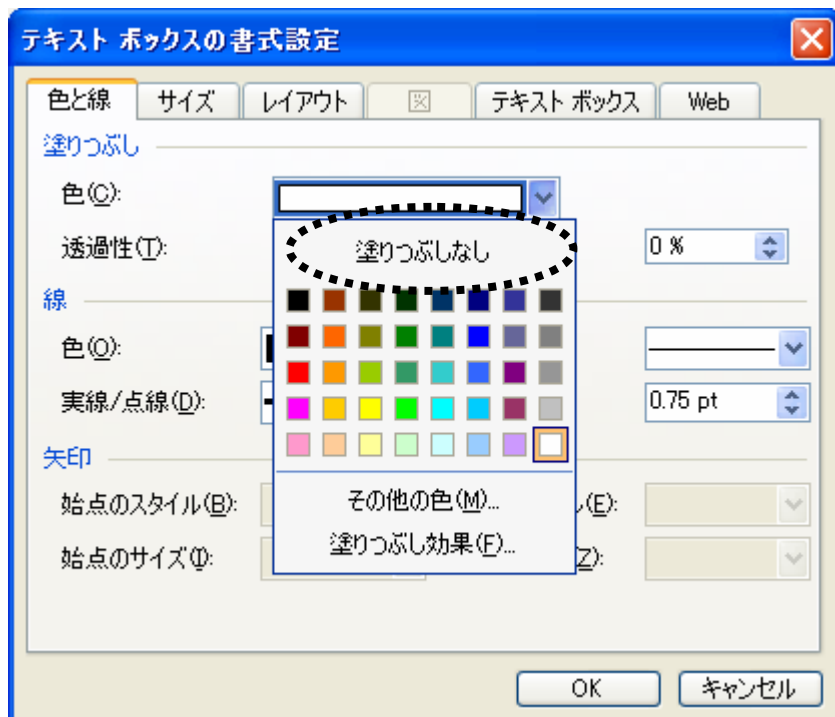 テキスト ボックスの書式設定
色と線 サイズ レイアウト 図 テキスト ボックス Web
塗りつぶし
色(C):
透過性(T): 塗りつぶしなし 0 %
線
色(O):
実線/点線(D): 0.75 pt
矢印
始点のスタイル(B): その他の色(M)... (E):
塗りつぶし効果(F)...
始点のサイズ(I): (Z):
OK キャンセル